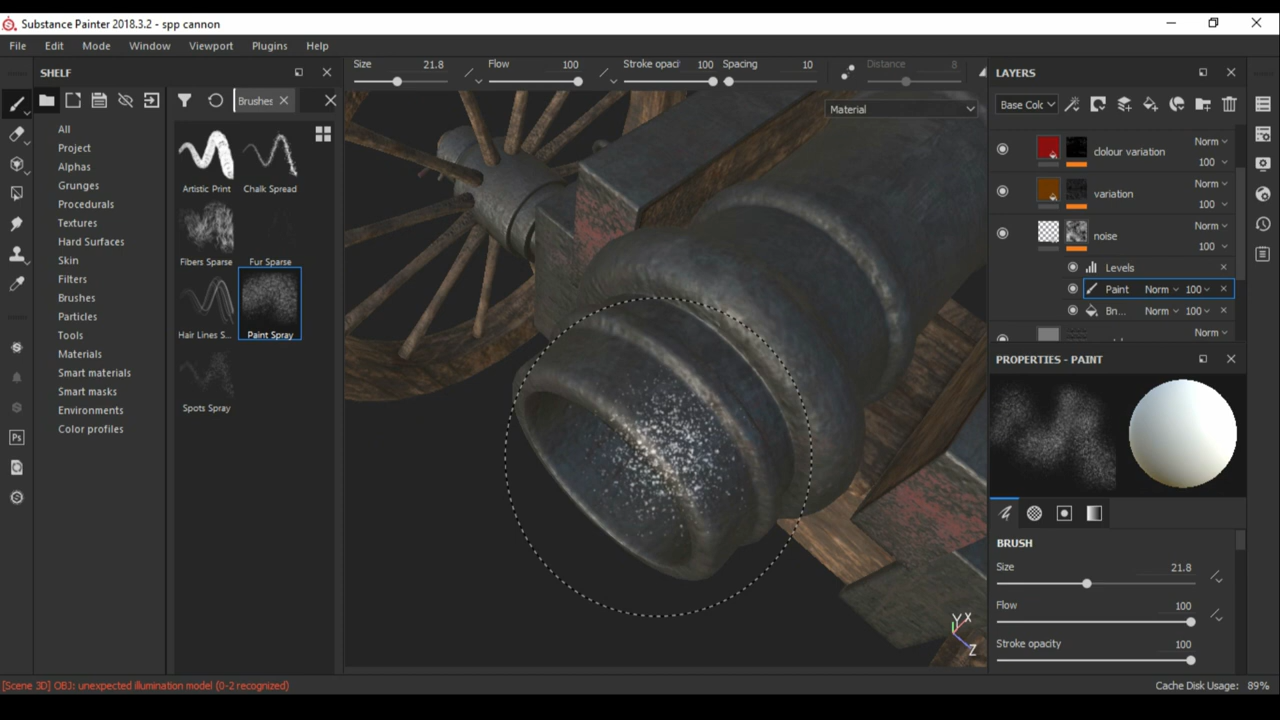 Substance Painter 2018.3.2 - spp cannon
File Edit Mode Window Viewport Plugins Help
SHELF
Brushes
All
Project
Alphas
Grunges
Procedurals
Textures
Hard Surfaces
Skin
Filters
Brushes
Particles
Tools
Materials
Smart materials
Smart masks
Environments
Color profiles
Artistic Print
Chalk Spread
Fibers Sparse
Fur Sparse
Hair Lines S...
Paint Spray
Spots Spray
Size 21.8
Flow 100
Stroke opaci 100
Spacing 10
Distance 8
Material
Y X
Z
LAYERS
Base Colc
clolour variation Norm
100
variation Norm
100
noise Norm
100
Levels
Paint Norm 100
Bn... Norm 100
Norm
PROPERTIES - PAINT
BRUSH
Size 21.8
Flow 100
Stroke opacity 100
Ps
[Scene 3D] OBJ: unexpected illumination model (0-2 recognized)
Cache Disk Usage: 89%